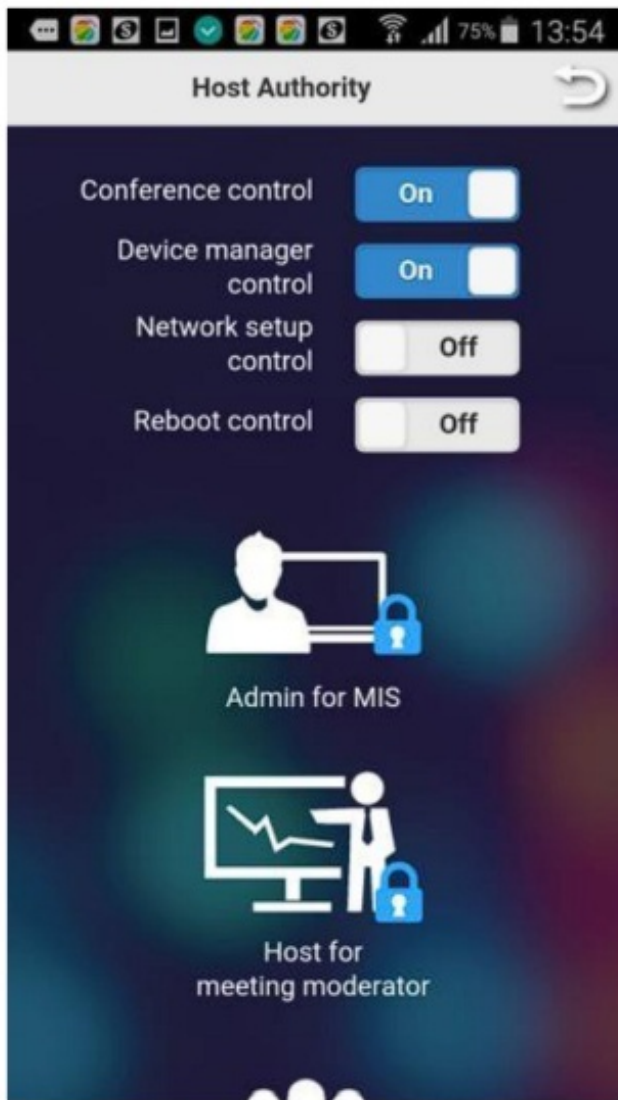 75% 13:54
Host Authority
Conference control
On
Device manager
control
On
Network setup
control
Off
Reboot control
Off
Admin for MIS
Host for
meeting moderator